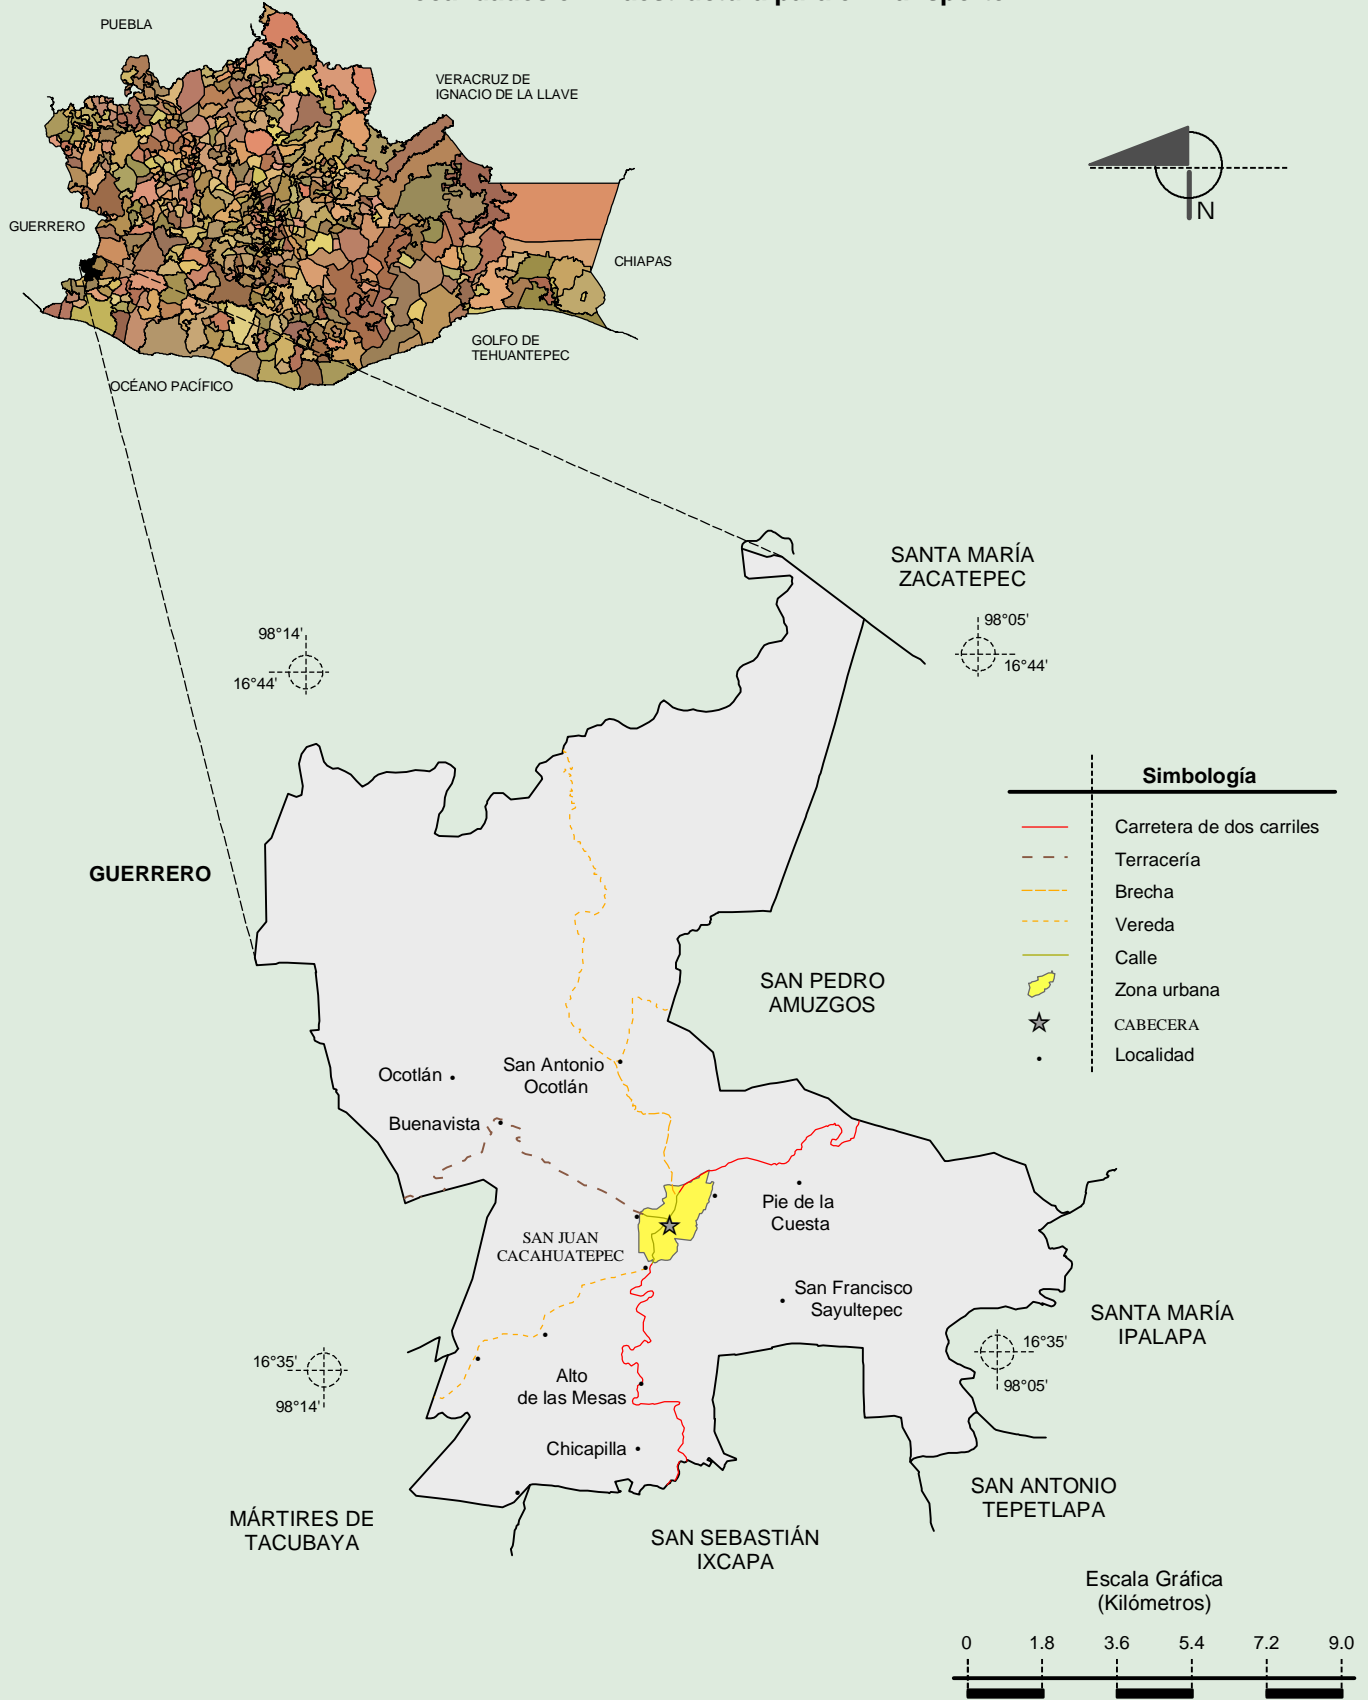 PUEBLA
VERACRUZ DE
IGNACIO DE LA LLAVE
GUERRERO
CHIAPAS
GOLFO DE
TEHUANTEPEC
OCÉANO PACÍFICO
N
SANTA MARÍA
ZACATEPEC
98°14'
16°44'
98°05'
16°44'
Simbología
Carretera de dos carriles
Terracería
Brecha
Vereda
Calle
Zona urbana
CABECERA
Localidad
GUERRERO
SAN PEDRO
AMUZGOS
Ocotlán
San Antonio
Ocotlán
Buenavista
Pie de la
Cuesta
SAN JUAN
CACAHUATEPEC
San Francisco
Sayultepec
SANTA MARÍA
IPALAPA
16°35'
98°14'
16°35'
98°05'
Alto
de las Mesas
Chicapilla
MÁRTIRES DE
TACUBAYA
SAN SEBASTIÁN
IXCAPA
SAN ANTONIO
TEPETLAPA
Escala Gráfica
(Kilómetros)
0 1.8 3.6 5.4 7.2 9.0